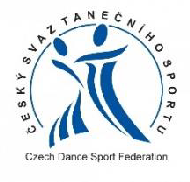 ČESKÝ SVAZ TANEČNÍHO SPORTU
Czech Dance Sport Federation